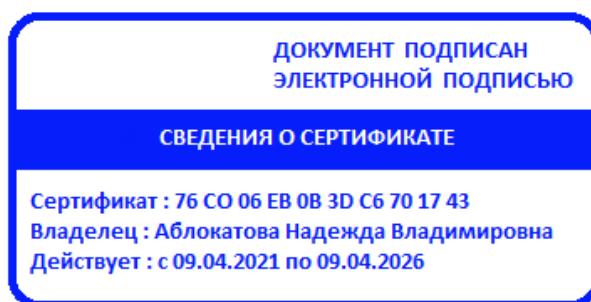 ДОКУМЕНТ ПОДПИСАН
ЭЛЕКТРОННОЙ ПОДПИСЬЮ
СВЕДЕНИЯ О СЕРТИФИКАТЕ
Сертификат : 76 CO 06 EB 0B 3D C6 70 17 43
Владелец : Аблокатова Надежда Владимировна
Действует : с 09.04.2021 по 09.04.2026